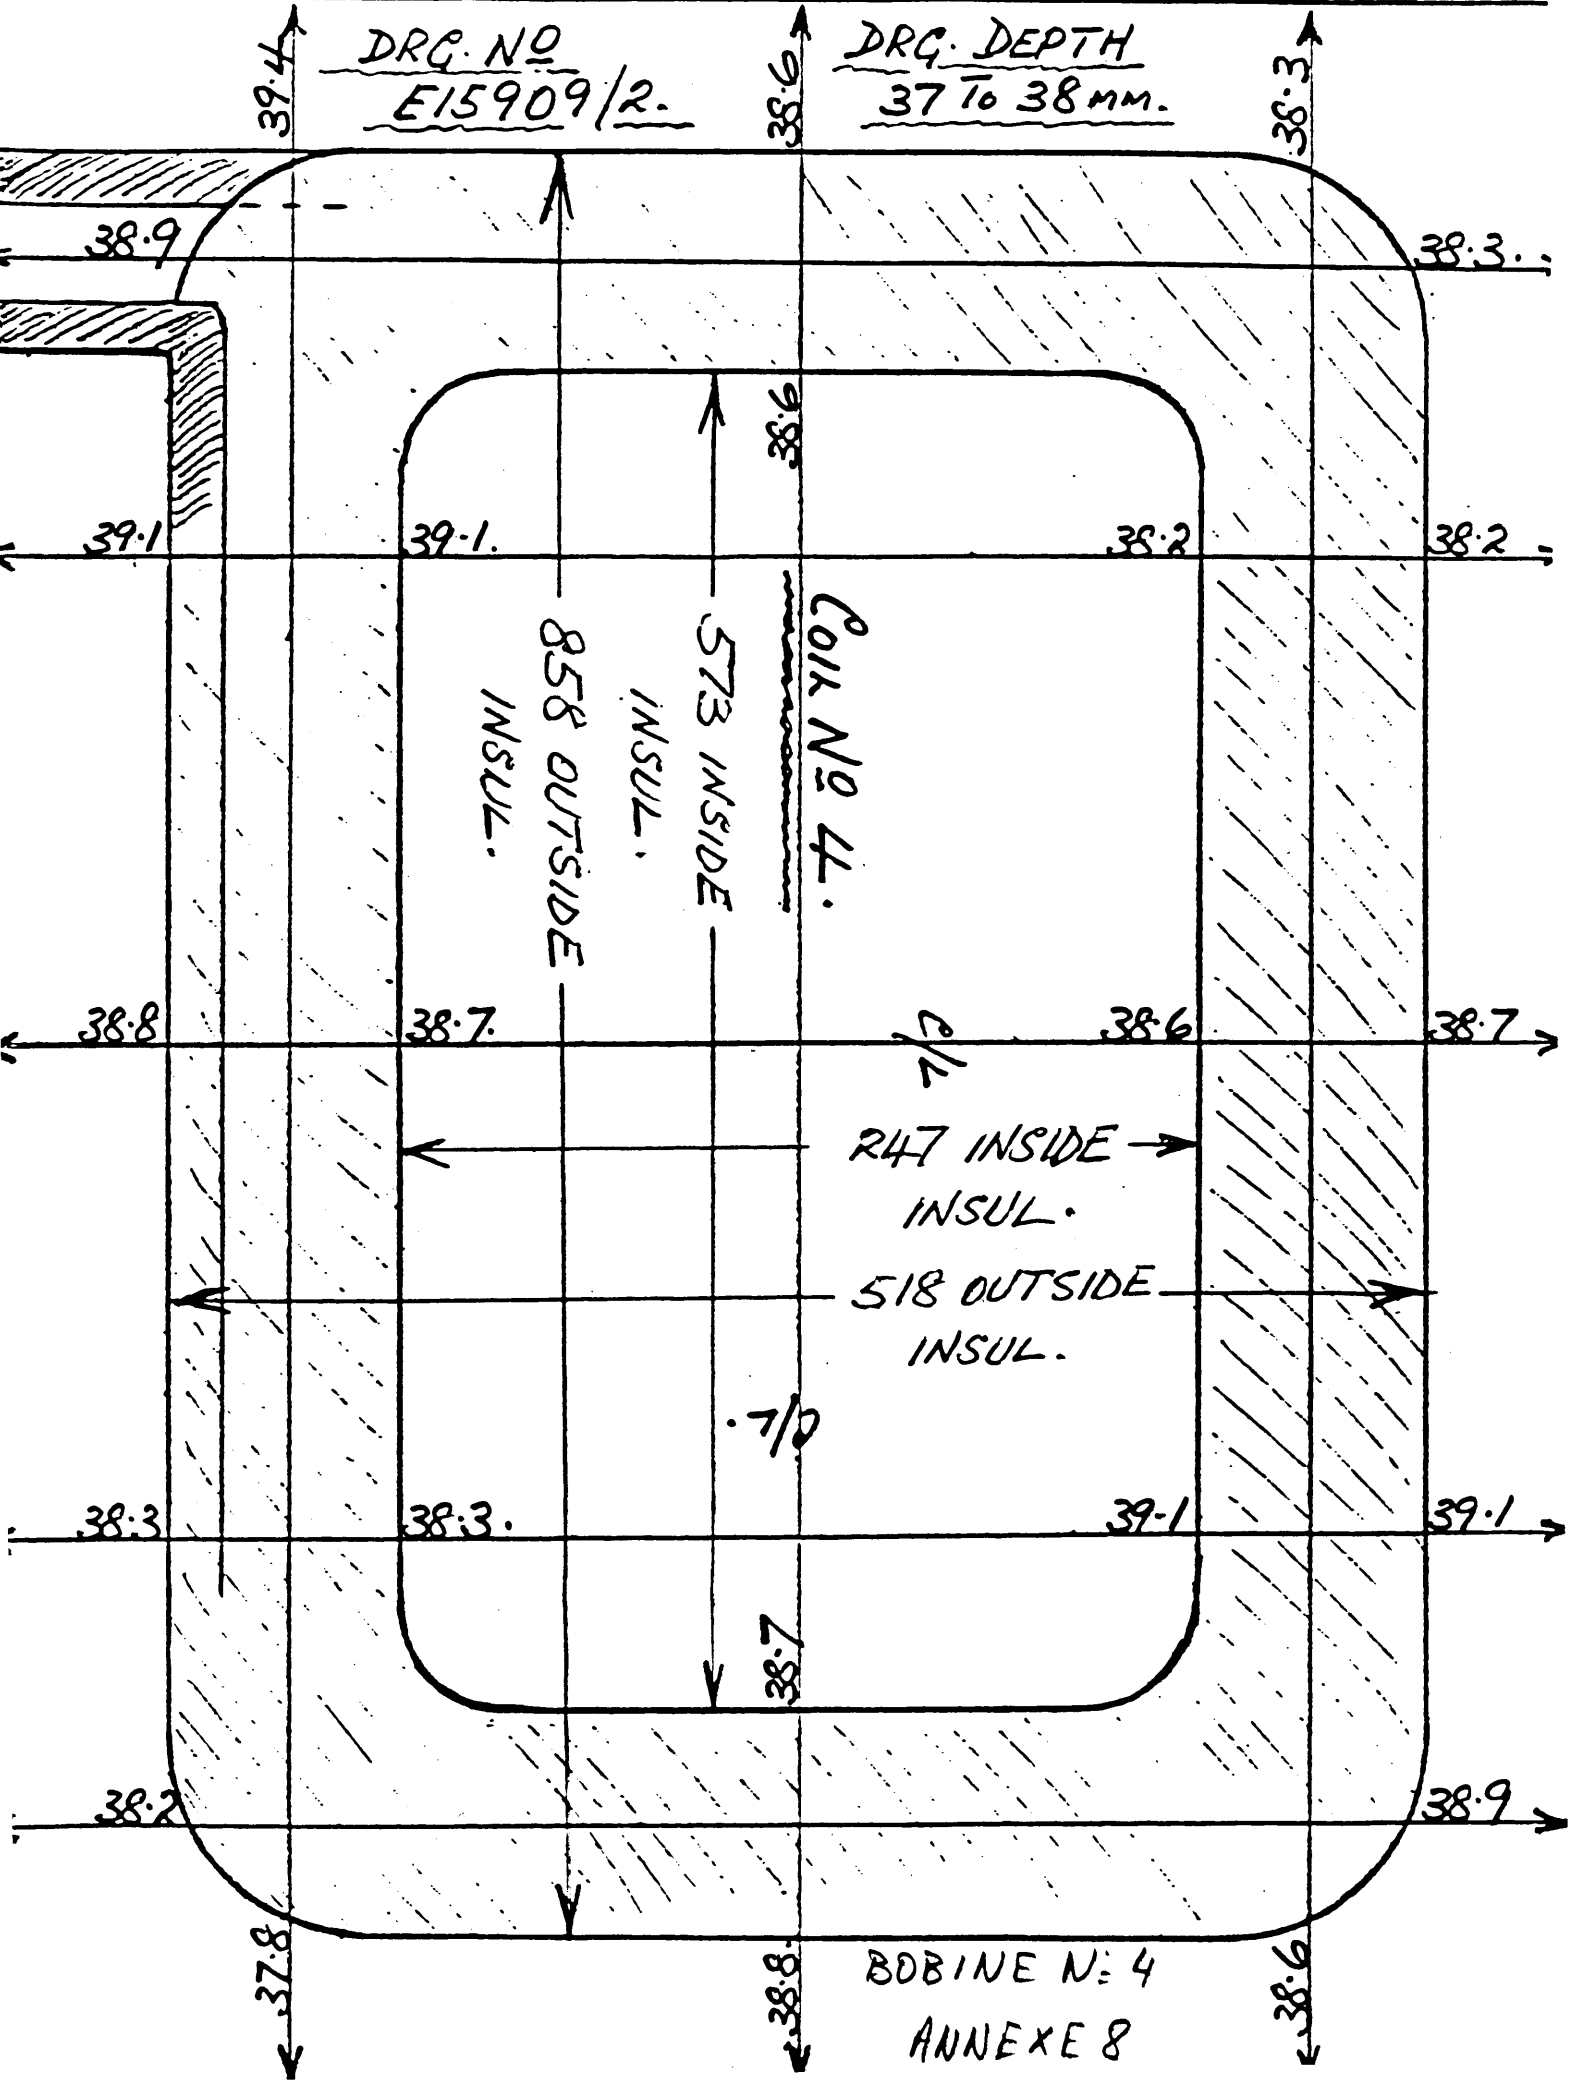 DRG. Nº
E15909/2.
DRG. DEPTH
37 To 38 MM.
39.4
38.6
38.3
38.9
38.3.
38.6
39.1
39.1.
38.2
38.2
COIL Nº 4.
573 INSIDE
INSUL.
858 OUTSIDE
INSUL.
38.8
38.7.
C/L
38.6
38.7
247 INSIDE
INSUL.
518 OUTSIDE
INSUL.
C/L.
38.3
38.3.
39.1
39.1
38.7
38.2
38.9
37.8
38.8.
38.6
BOBINE N: 4
ANNEXE 8